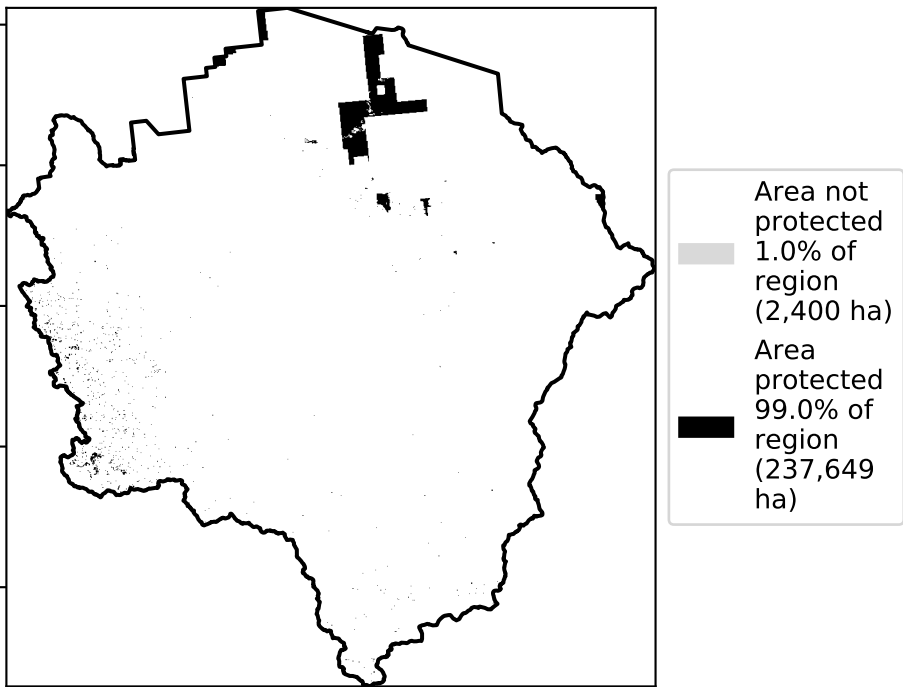 Area not
protected
1.0% of
region
(2,400 ha)
Area
protected
99.0% of
region
(237,649
ha)